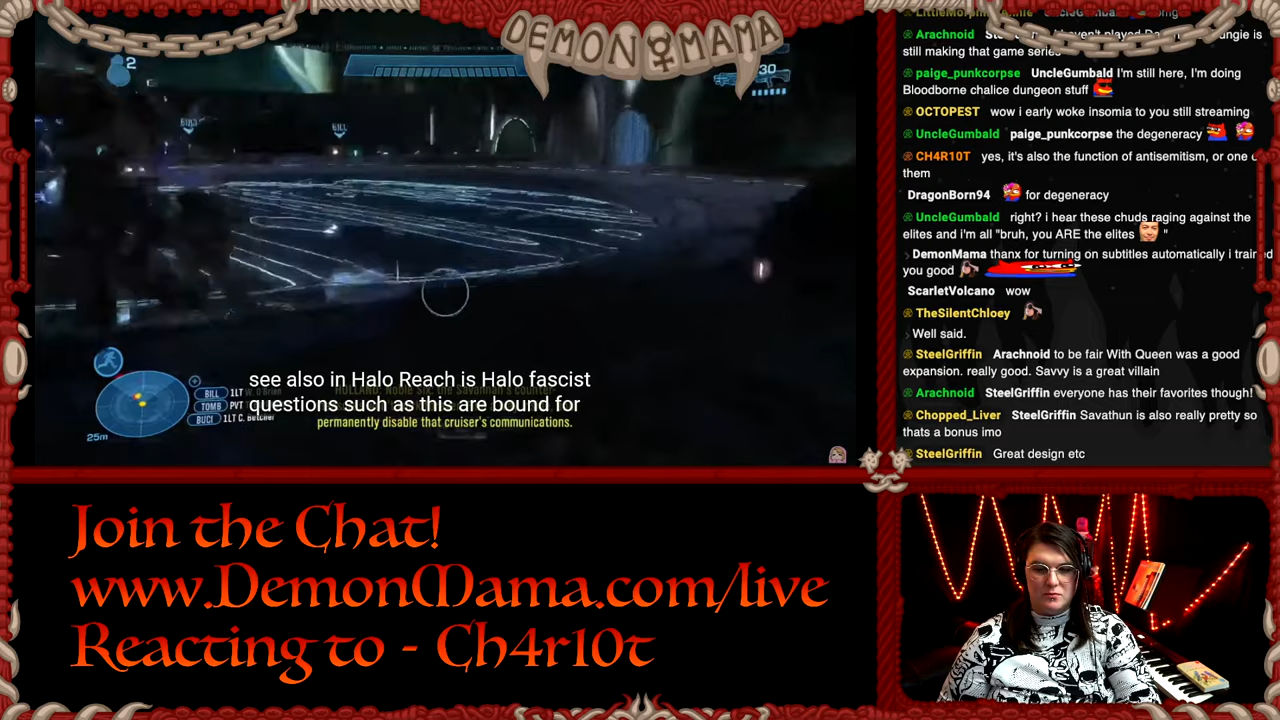 DEMON MAMA
2
30
BUCI
BILL
see also in Halo Reach is Halo fascist
questions such as this are bound for
permanently disable that cruiser's communications.
BILL 1LT
TOMB PVT
BUCI 1LT C. Butcher
25m
Arachnoid
still making that game series
paige_punkcorpse UncleGumbald I'm still here, I'm doing
Bloodborne chalice dungeon stuff
OCTOPEST wow i early woke insomia to you still streaming
UncleGumbald paige_punkcorpse the degeneracy
CH4R10T yes, it's also the function of antisemitism, or one o
them
DragonBorn94 for degeneracy
UncleGumbald right? i hear these chuds raging against the
elites and i'm all "bruh, you ARE the elites "
DemonMama thanx for turning on subtitles automatically i trained
you good
ScarletVolcano wow
TheSilentChloey
Well said.
SteelGriffin Arachnoid to be fair With Queen was a good
expansion. really good. Savvy is a great villain
Arachnoid SteelGriffin everyone has their favorites though!
Chopped_Liver SteelGriffin Savathun is also really pretty so
thats a bonus imo
SteelGriffin Great design etc
Join the Chat!
www.DemonMama.com/live
Reacting to - Ch4r10t